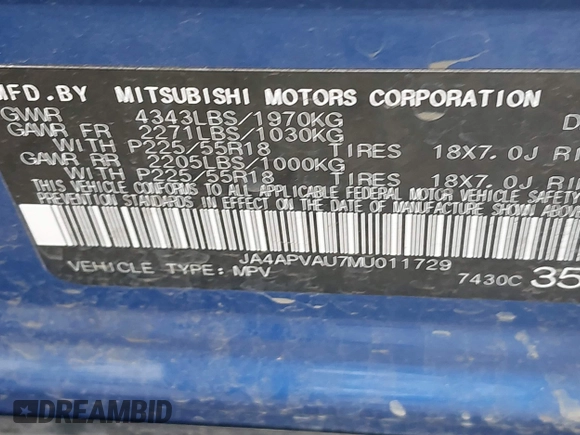 MFD.BY MITSUBISHI MOTORS CORPORATION
GVWR 4343LBS/1970KG
GAWR FR 2271LBS/1030KG
WITH P225/55R18 TIRES 18X7.0J
GAWR RR 2205LBS/1000KG
WITH P225/55R18 TIRES 18X7.0J
THIS VEHICLE CONFORMS TO ALL APPLICABLE FEDERAL MOTOR VEHICLE SAFETY
PREVENTION STANDARDS IN EFFECT ON THE DATE OF MANUFACTURE SHOWN ABOVE
JA4APVAU7MU011729
VEHICLE TYPE: MPV 7430C 35
DREAMBID